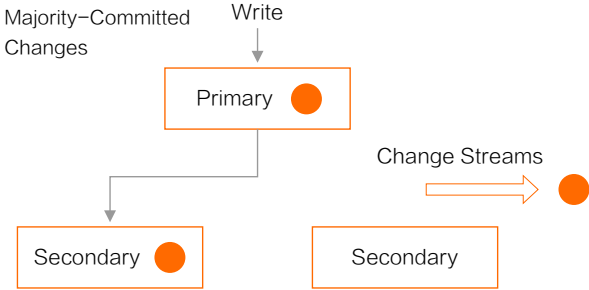 Majority-Committed
Changes
Write
Primary
Change Streams
Secondary
Secondary